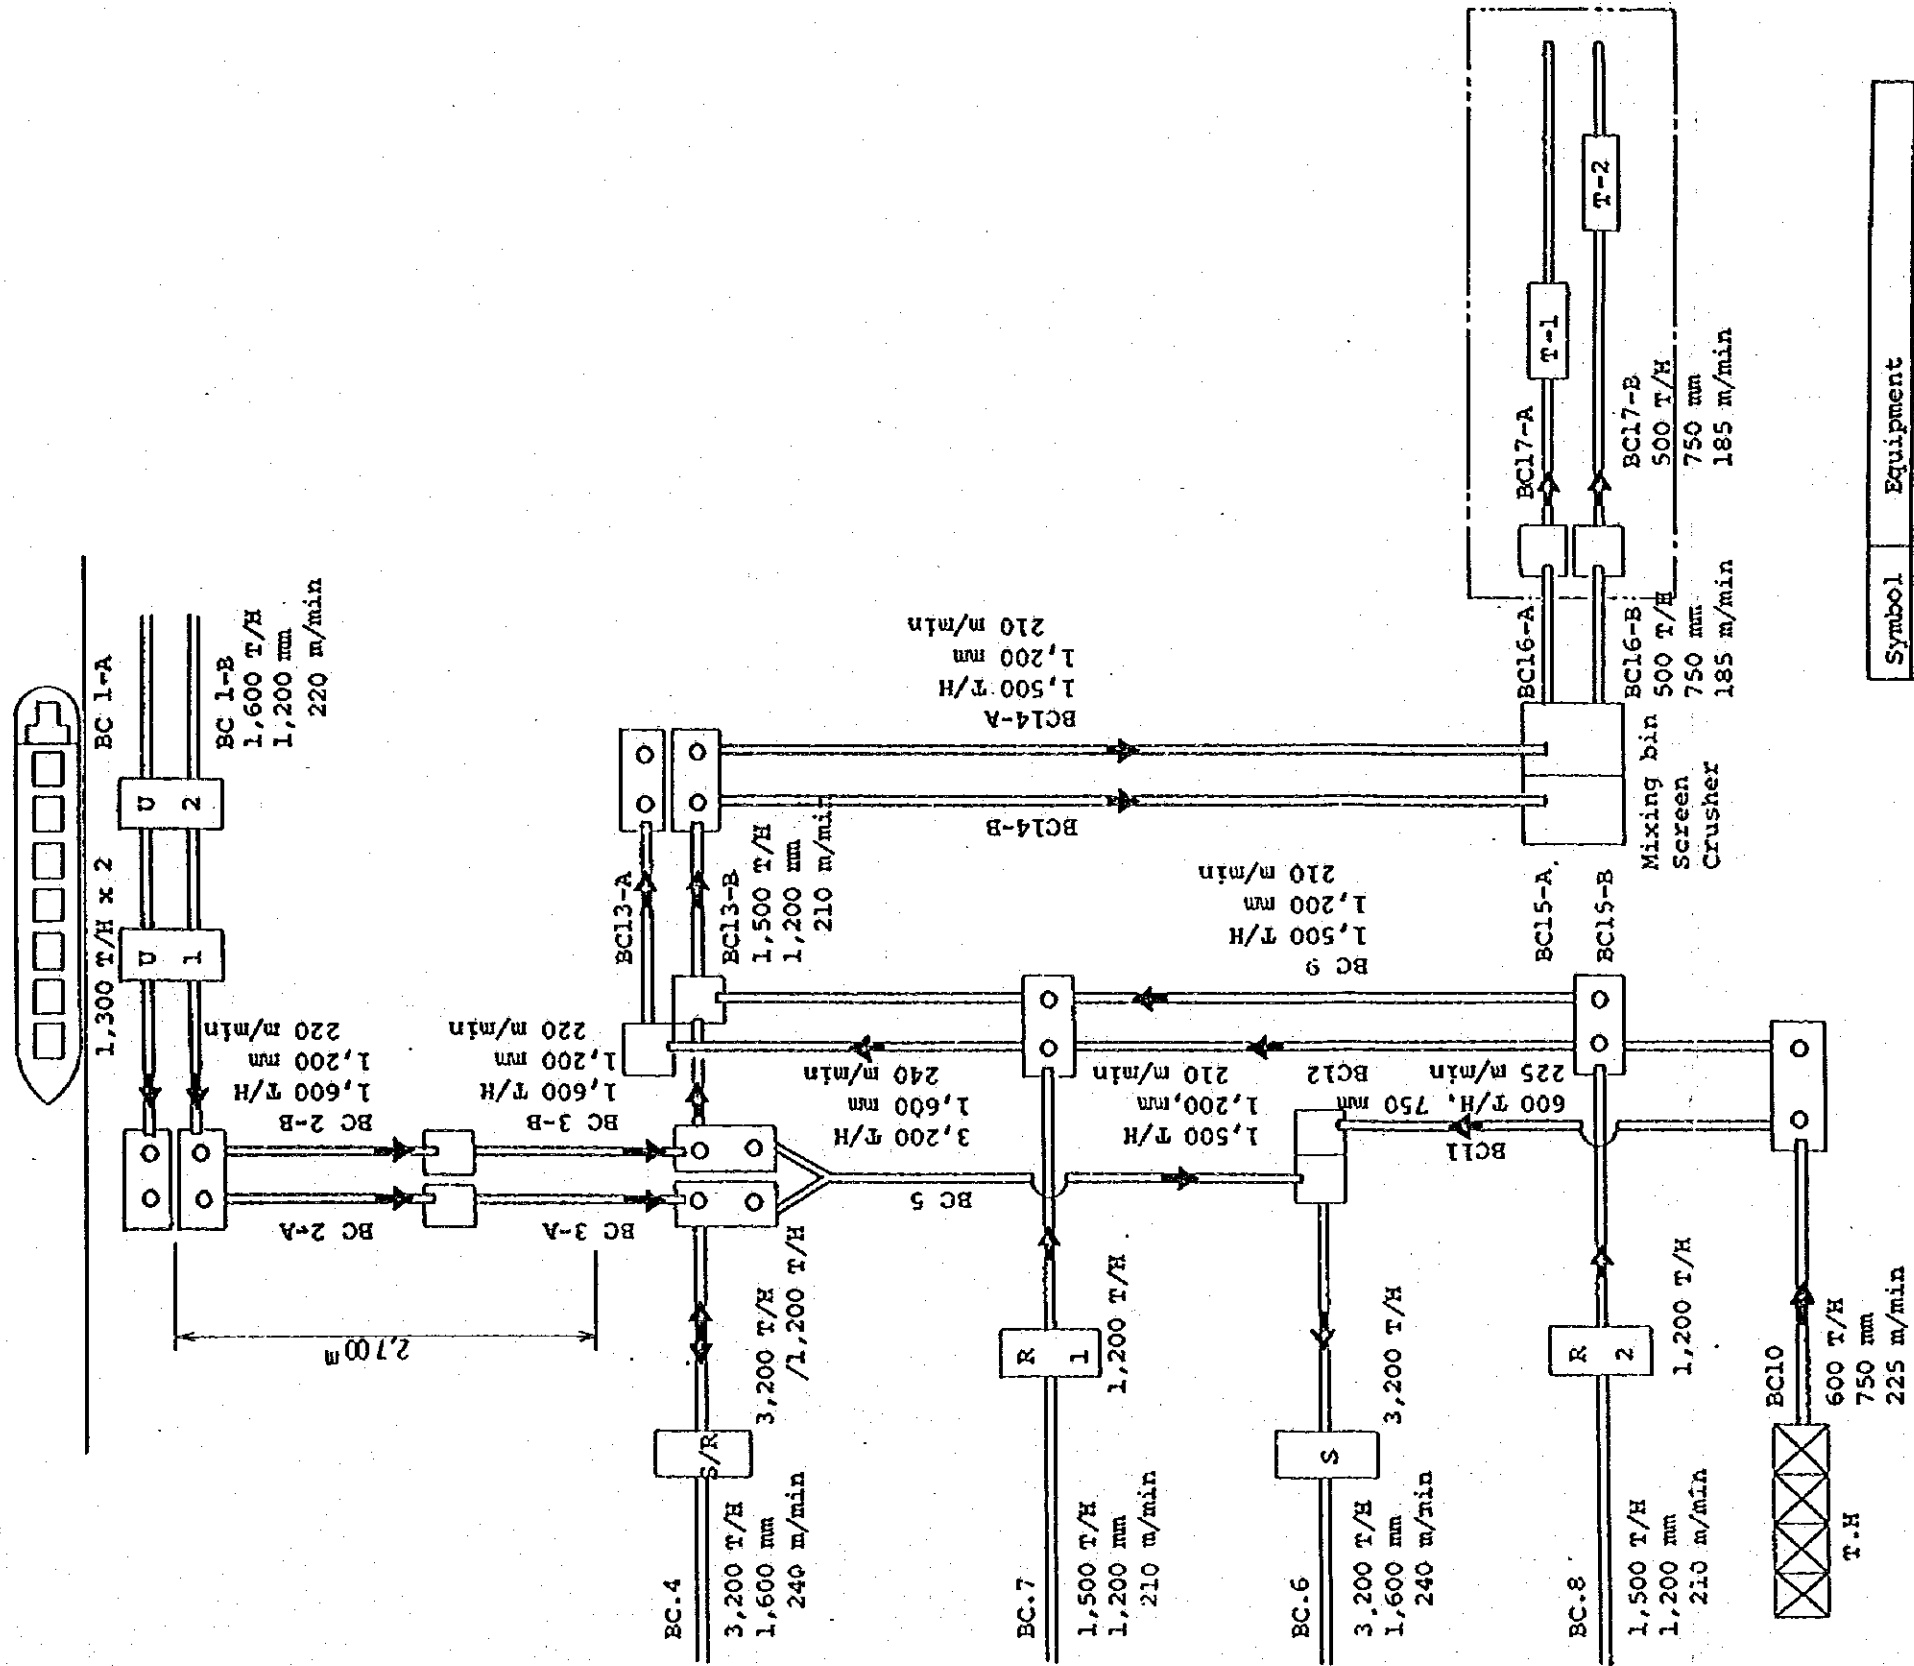 1,300 T/H x 2
BC 1-A
U 1
U 2
BC 1-B
1,600 T/H
1,200 mm
220 m/min
BC 2-B
1,600 T/H
1,200 mm
220 m/min
BC 3-B
1,600 T/H
1,200 mm
220 m/min
BC 2-A
BC 3-A
2,700 m
BC.4
3,200 T/H
1,600 mm
240 m/min
S/R
3,200 T/H
/1,200 T/H
BC 5
3,200 T/H
1,600 mm
240 m/min
BC13-A
BC13-B
1,500 T/H
1,200 mm
210 m/min
BC14-A
1,500 T/H
1,200 mm
210 m/min
BC14-B
BC.7
1,500 T/H
1,200 mm
210 m/min
R 1
1,200 T/H
BC12
1,500 T/H
1,200 mm
210 m/min
BC 9
1,500 T/H
1,200 mm
210 m/min
BC.6
3,200 T/H
1,600 mm
240 m/min
S
3,200 T/H
BC11
600 T/H, 750 mm
225 m/min
BC.8
1,500 T/H
1,200 mm
210 m/min
R 2
1,200 T/H
BC15-A
BC15-B
Mixing bin
Screen
Crusher
BC16-A
BC16-B
500 T/H
750 mm
185 m/min
BC17-A
BC17-B
500 T/H
750 mm
185 m/min
T-1
T-2
T.H
BC10
600 T/H
750 mm
225 m/min
Symbol
Equipment